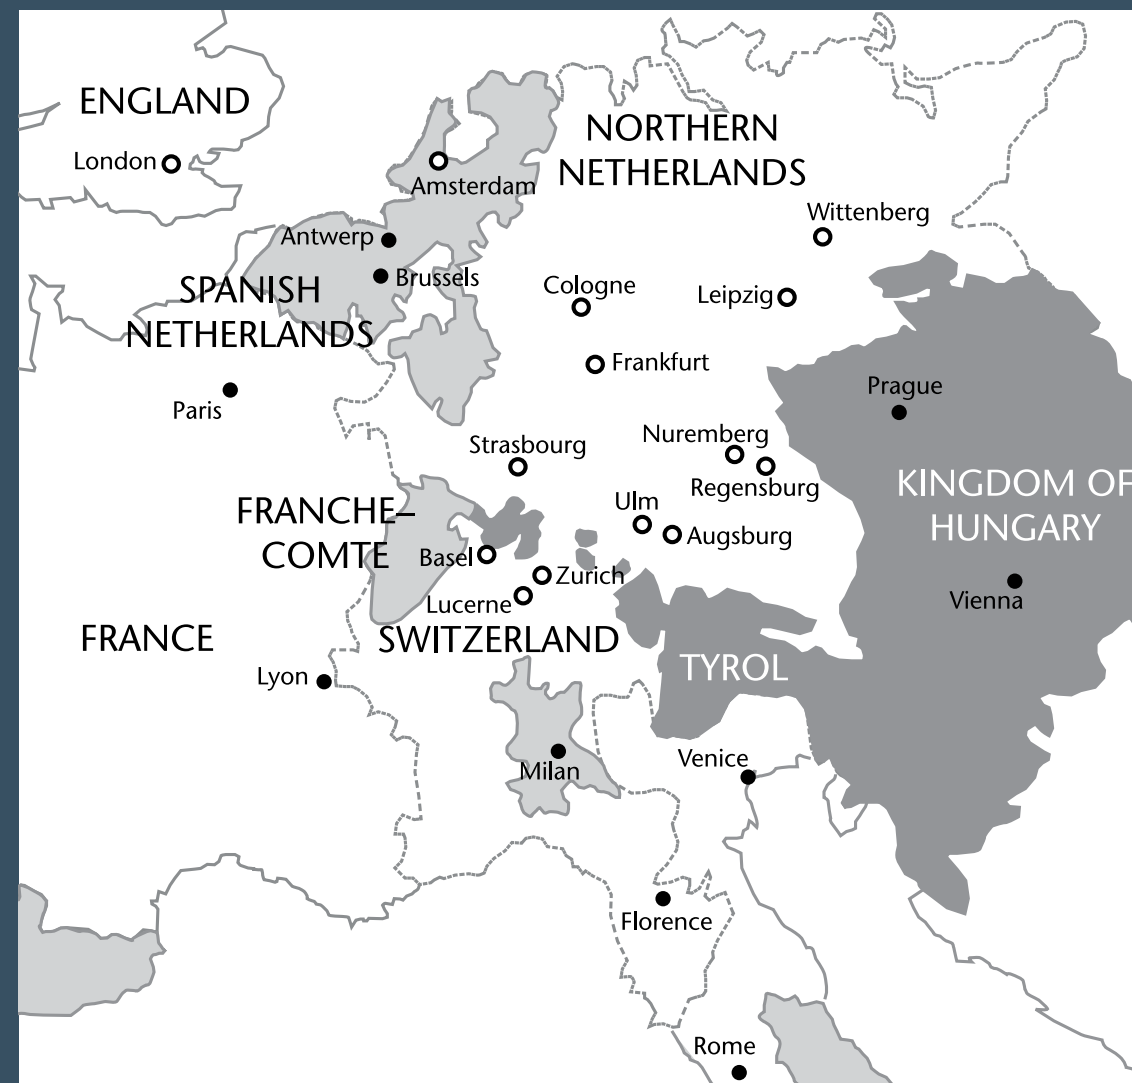 ENGLAND
London
NORTHERN
NETHERLANDS
Amsterdam
Wittenberg
Antwerp
Brussels
SPANISH
NETHERLANDS
Cologne
Leipzig
Frankfurt
Paris
Prague
Strasbourg
Nuremberg
Regensburg
KINGDOM OF
HUNGARY
Ulm
Augsburg
FRANCHE–
COMTE
Basel
Zurich
Lucerne
Vienna
FRANCE
SWITZERLAND
TYROL
Lyon
Venice
Milan
Florence
Rome